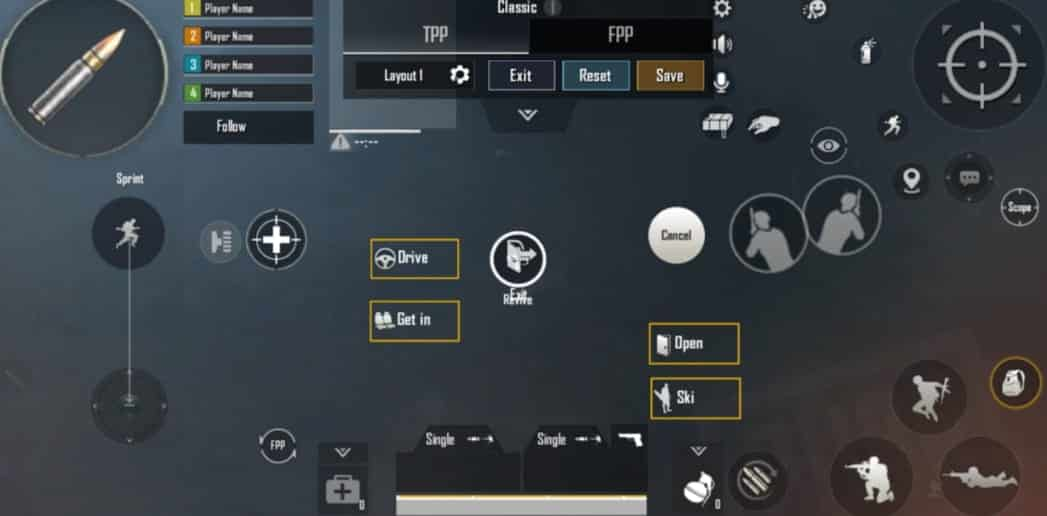 Classic
1 Player Name
2 Player Name
3 Player Name
4 Player Name
Follow
TPP
FPP
Layout 1
Exit
Reset
Save
Sprint
Scope
Cancel
Drive
Exit
Revive
Get in
Open
Ski
FPP
Single
Single
0
0